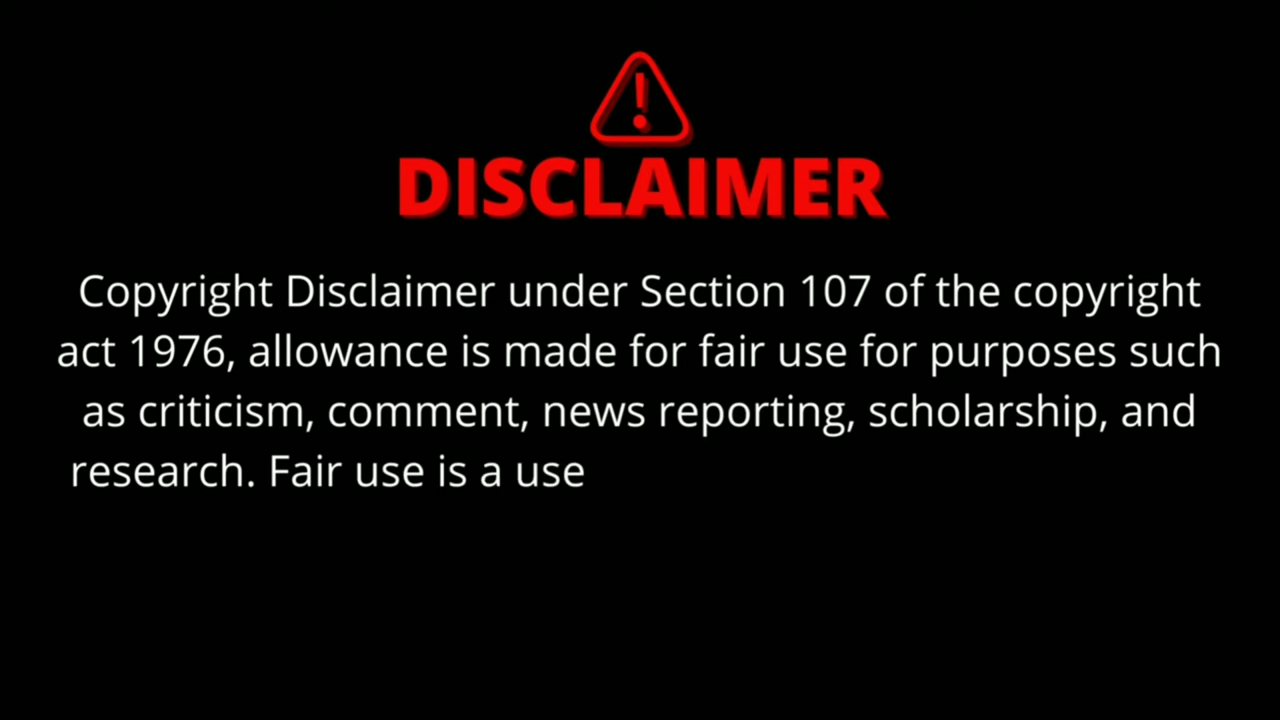 DISCLAIMER
Copyright Disclaimer under Section 107 of the copyright
act 1976, allowance is made for fair use for purposes such
as criticism, comment, news reporting, scholarship, and
research. Fair use is a use